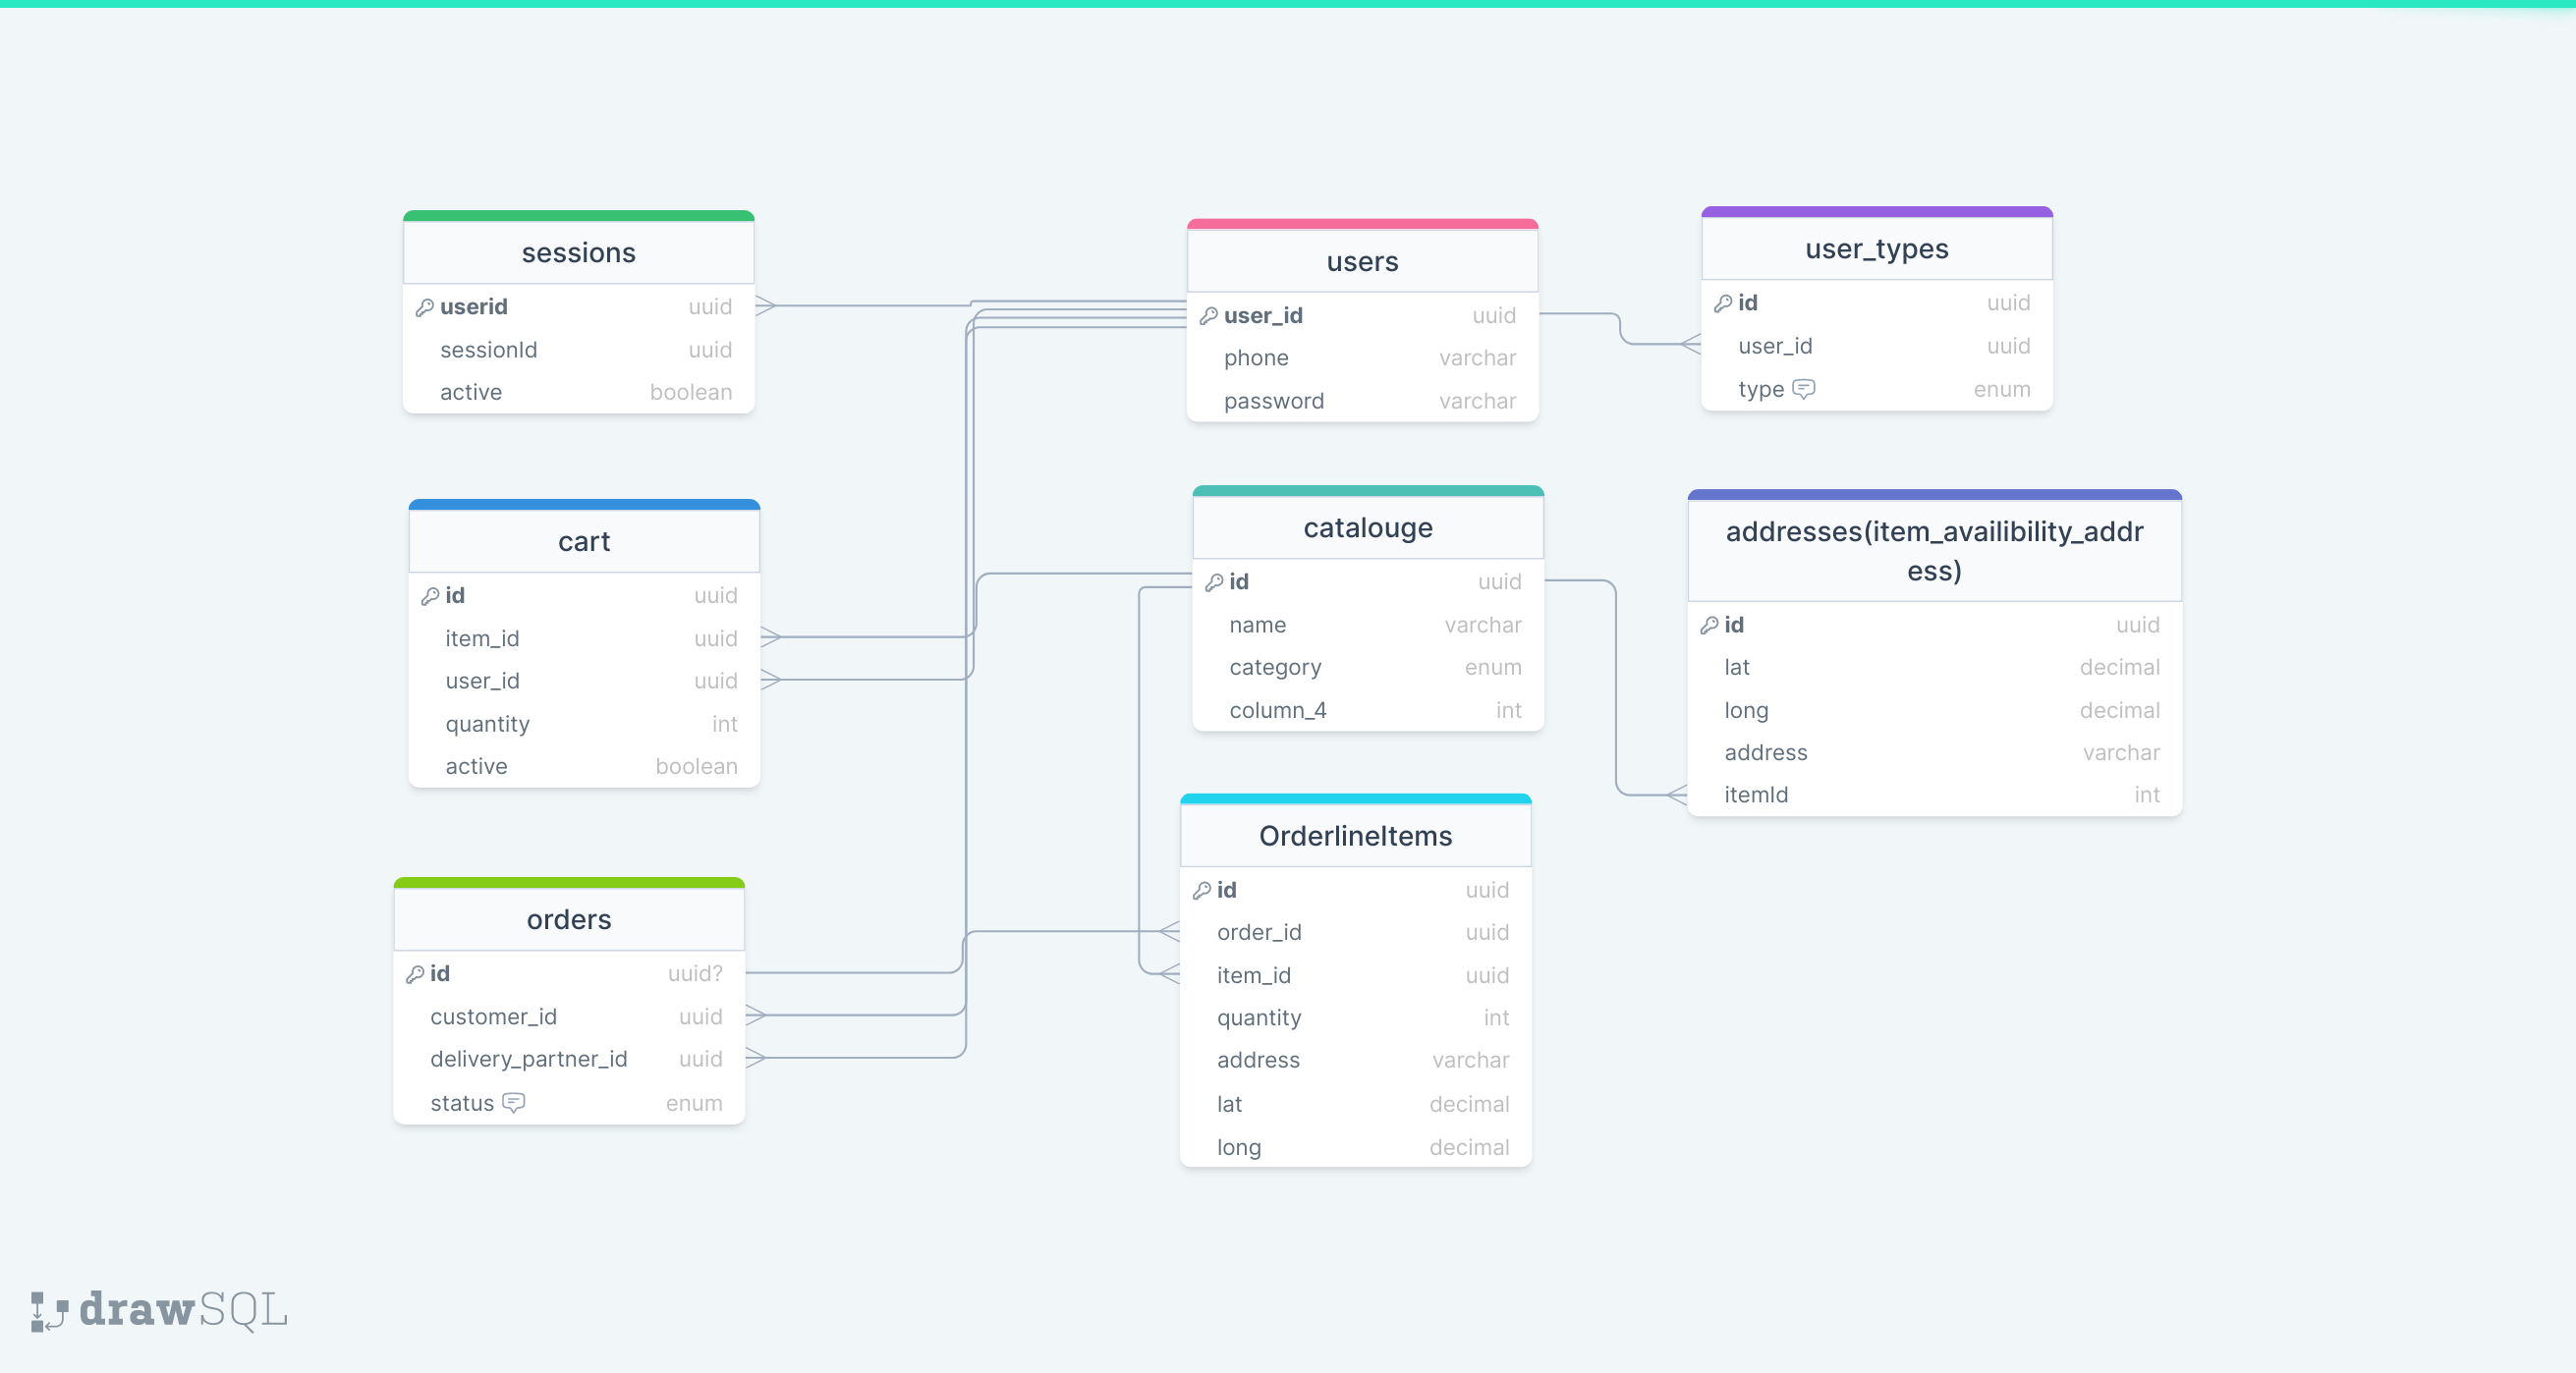 sessions
userid uuid
sessionId uuid
active boolean
users
user_id uuid
phone varchar
password varchar
user_types
id uuid
user_id uuid
type enum
cart
id uuid
item_id uuid
user_id uuid
quantity int
active boolean
catalouge
id uuid
name varchar
category enum
column_4 int
addresses(item_availibility_addr
ess)
id uuid
lat decimal
long decimal
address varchar
itemId int
orders
id uuid?
customer_id uuid
delivery_partner_id uuid
status enum
OrderlineItems
id uuid
order_id uuid
item_id uuid
quantity int
address varchar
lat decimal
long decimal
drawSQL